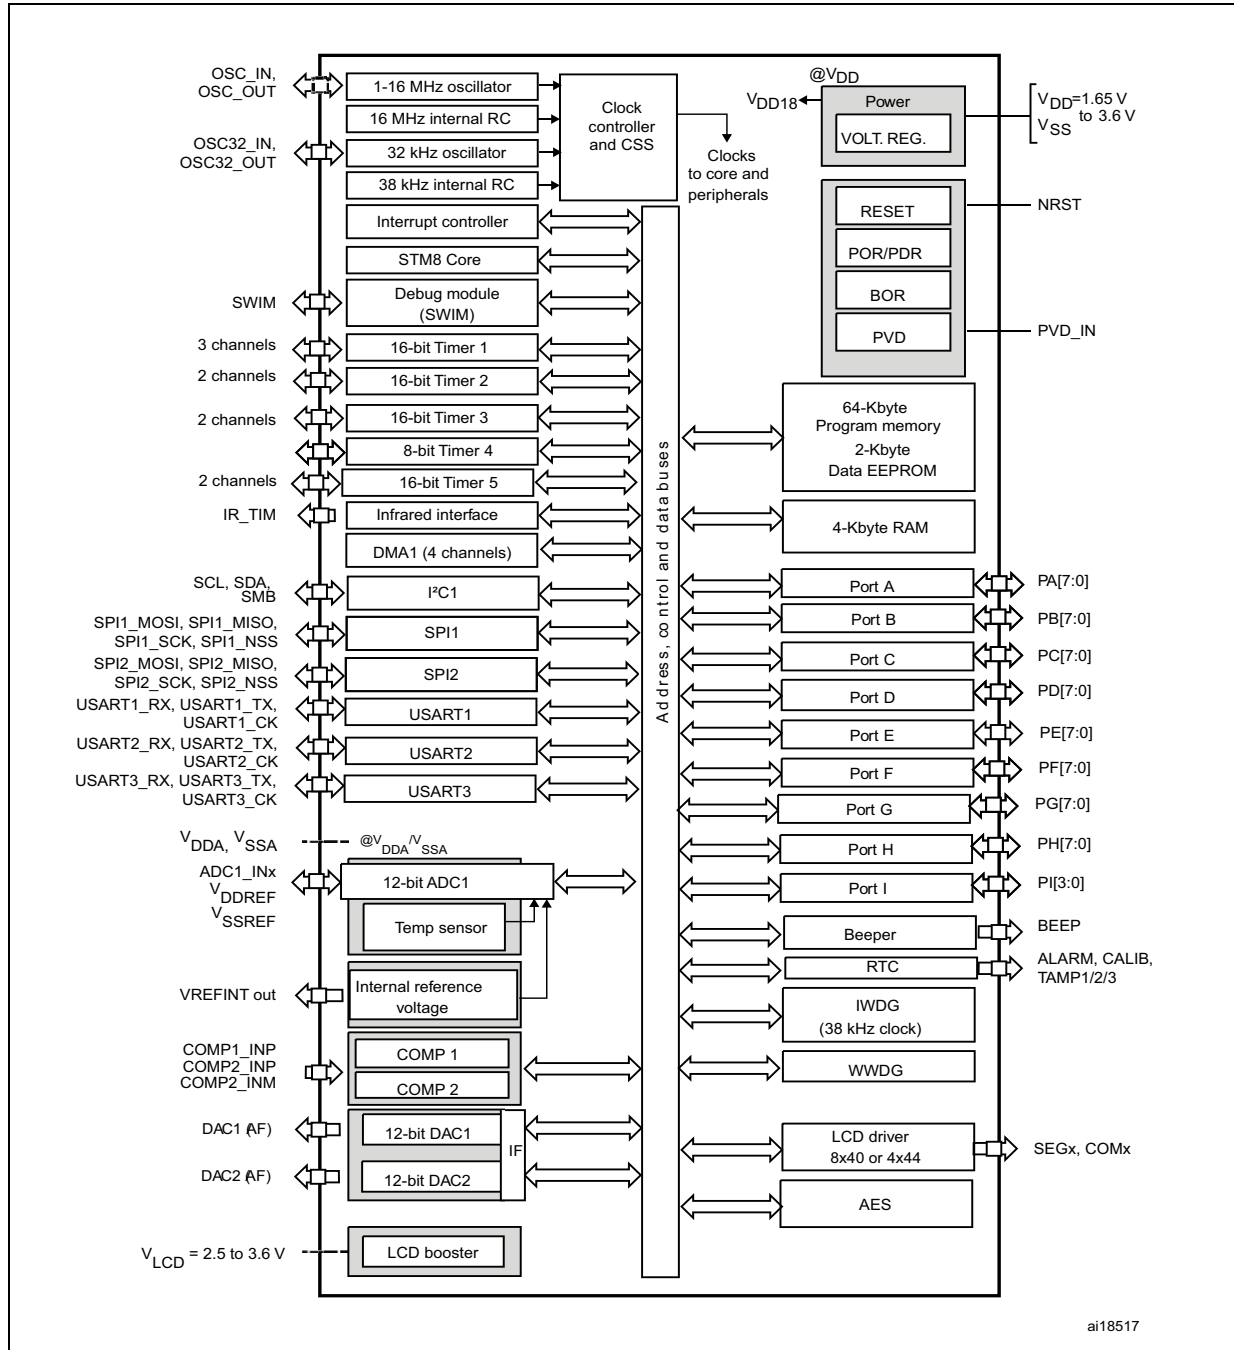 OSC_IN,
OSC_OUT
1-16 MHz oscillator
16 MHz internal RC
OSC32_IN,
OSC32_OUT
32 kHz oscillator
38 kHz internal RC
Clock
controller
and CSS
Clocks
to core and
peripherals
@VDD
VDD18
Power
VOLT. REG.
VDD=1.65 V
to 3.6 V
VSS
RESET
NRST
POR/PDR
BOR
PVD
PVD_IN
Interrupt controller
STM8 Core
SWIM
Debug module
(SWIM)
3 channels
16-bit Timer 1
2 channels
16-bit Timer 2
2 channels
16-bit Timer 3
8-bit Timer 4
2 channels
16-bit Timer 5
IR_TIM
Infrared interface
DMA1 (4 channels)
SCL, SDA,
SMB
I²C1
SPI1_MOSI, SPI1_MISO,
SPI1_SCK, SPI1_NSS
SPI1
SPI2_MOSI, SPI2_MISO,
SPI2_SCK, SPI2_NSS
SPI2
USART1_RX, USART1_TX,
USART1_CK
USART1
USART2_RX, USART2_TX,
USART2_CK
USART2
USART3_RX, USART3_TX,
USART3_CK
USART3
VDDA, VSSA
@VDDA/VSSA
ADC1_INx
VDDREF
VSSREF
12-bit ADC1
Temp sensor
VREFINT out
Internal reference
voltage
COMP1_INP
COMP2_INP
COMP2_INM
COMP 1
COMP 2
DAC1 (AF)
12-bit DAC1
IF
DAC2 (AF)
12-bit DAC2
VLCD = 2.5 to 3.6 V
LCD booster
Address, control and data buses
64-Kbyte
Program memory
2-Kbyte
Data EEPROM
4-Kbyte RAM
Port A
PA[7:0]
Port B
PB[7:0]
Port C
PC[7:0]
Port D
PD[7:0]
Port E
PE[7:0]
Port F
PF[7:0]
Port G
PG[7:0]
Port H
PH[7:0]
Port I
PI[3:0]
Beeper
BEEP
RTC
ALARM, CALIB,
TAMP1/2/3
IWDG
(38 kHz clock)
WWDG
LCD driver
8x40 or 4x44
SEGx, COMx
AES
ai18517